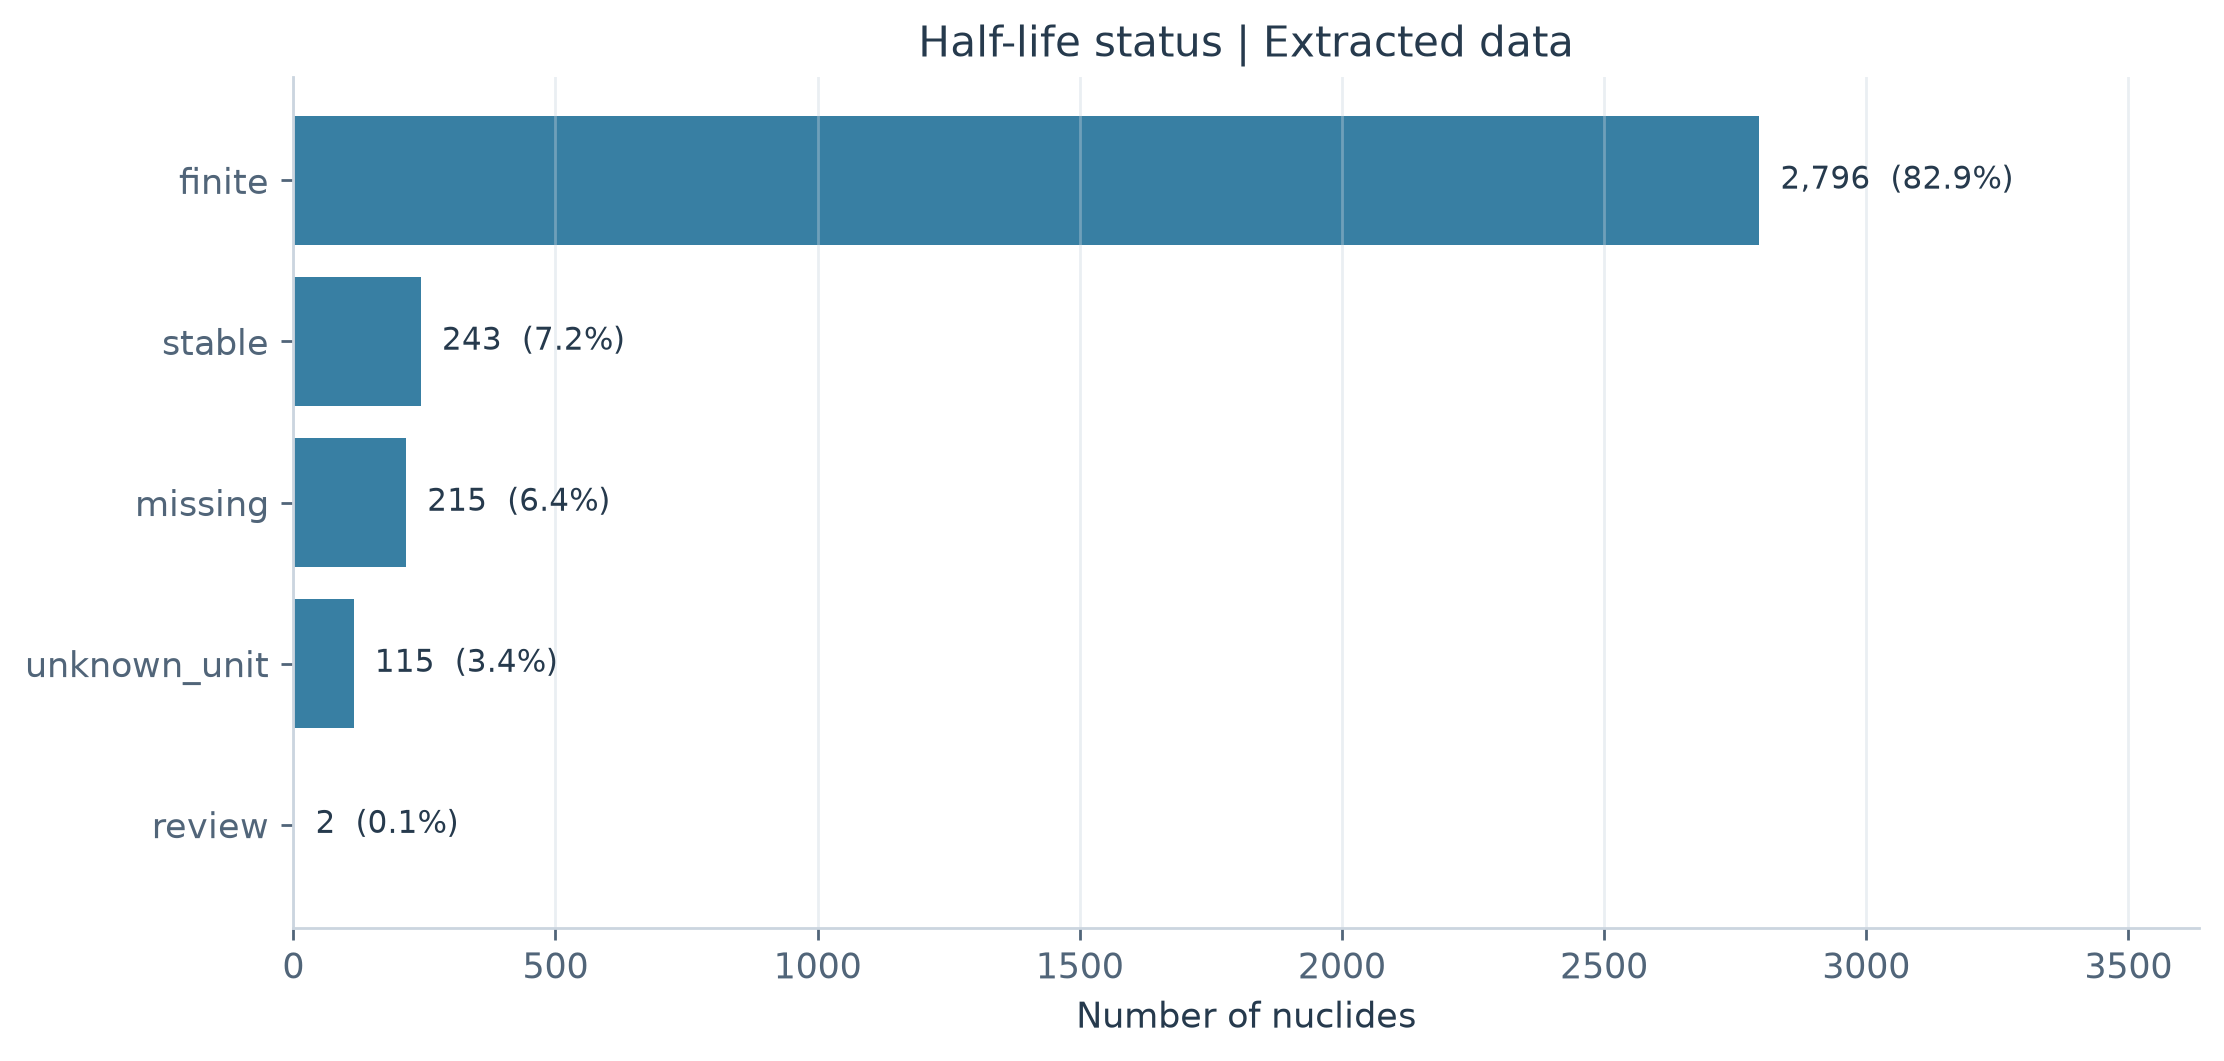 Half-life status | Extracted data
finite
2,796 (82.9%)
stable
243 (7.2%)
missing
215 (6.4%)
unknown_unit
115 (3.4%)
review
2 (0.1%)
0 500 1000 1500 2000 2500 3000 3500
Number of nuclides